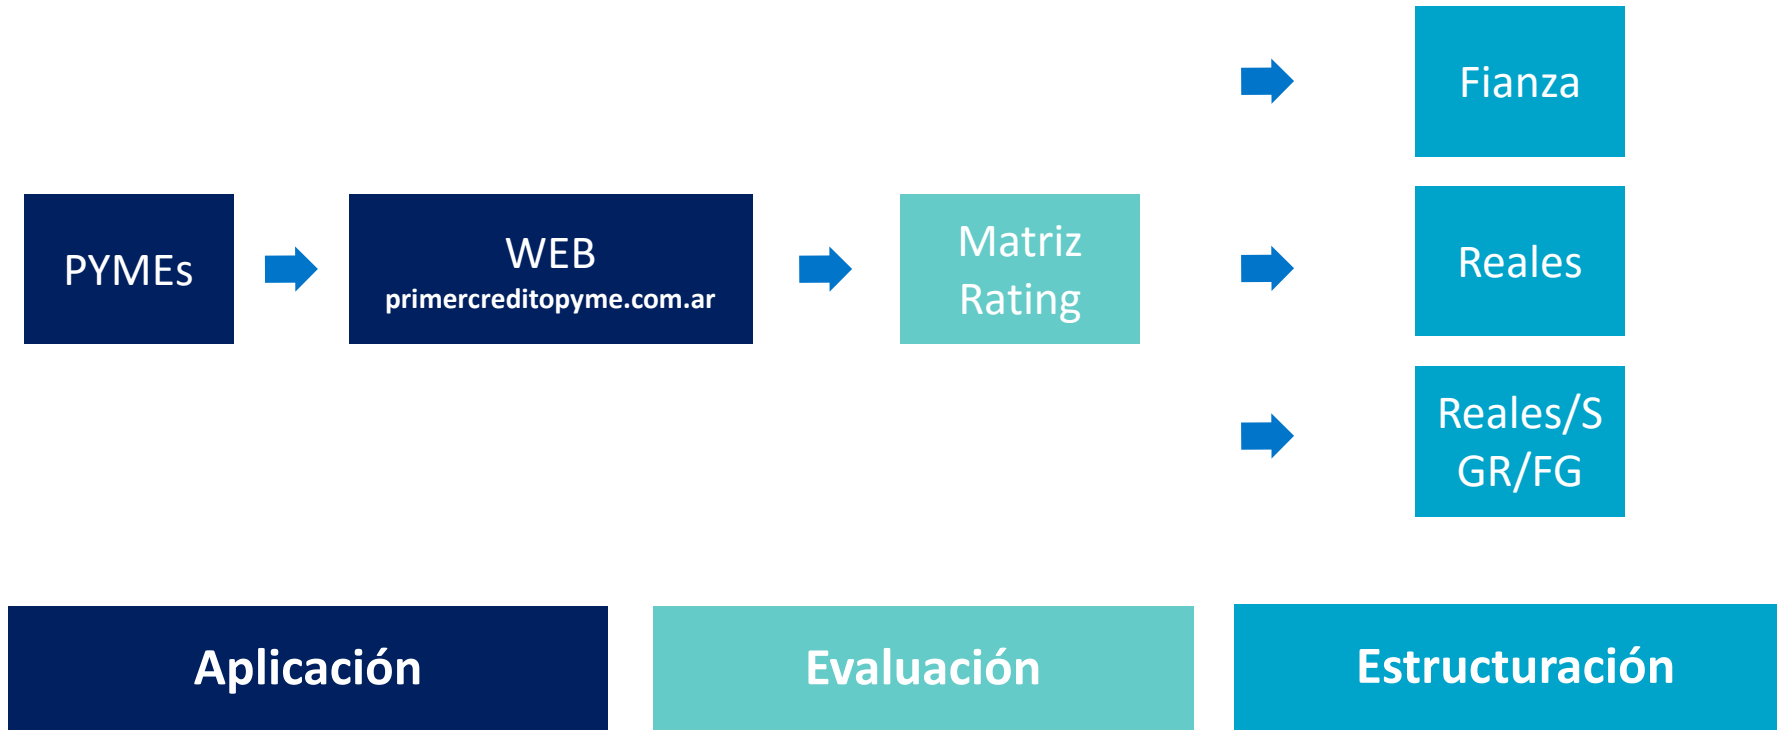 PYMEs
WEB
primercreditopyme.com.ar
Matriz
Rating
Fianza
Reales
Reales/S
GR/FG
Aplicación
Evaluación
Estructuración